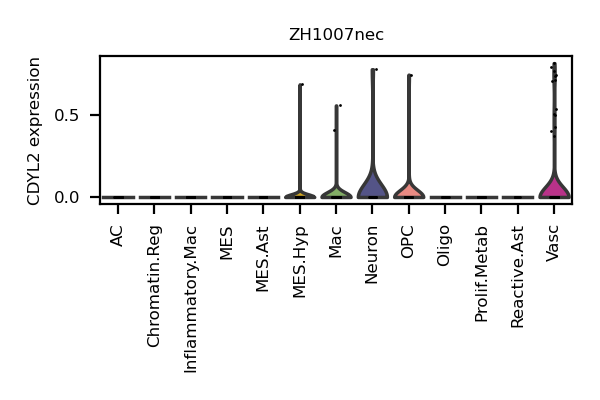 ZH1007nec
CDYL2 expression
0.5
0.0
AC
Chromatin.Reg
Inflammatory.Mac
MES
MES.Ast
MES.Hyp
Mac
Neuron
OPC
Oligo
Prolif.Metab
Reactive.Ast
Vasc